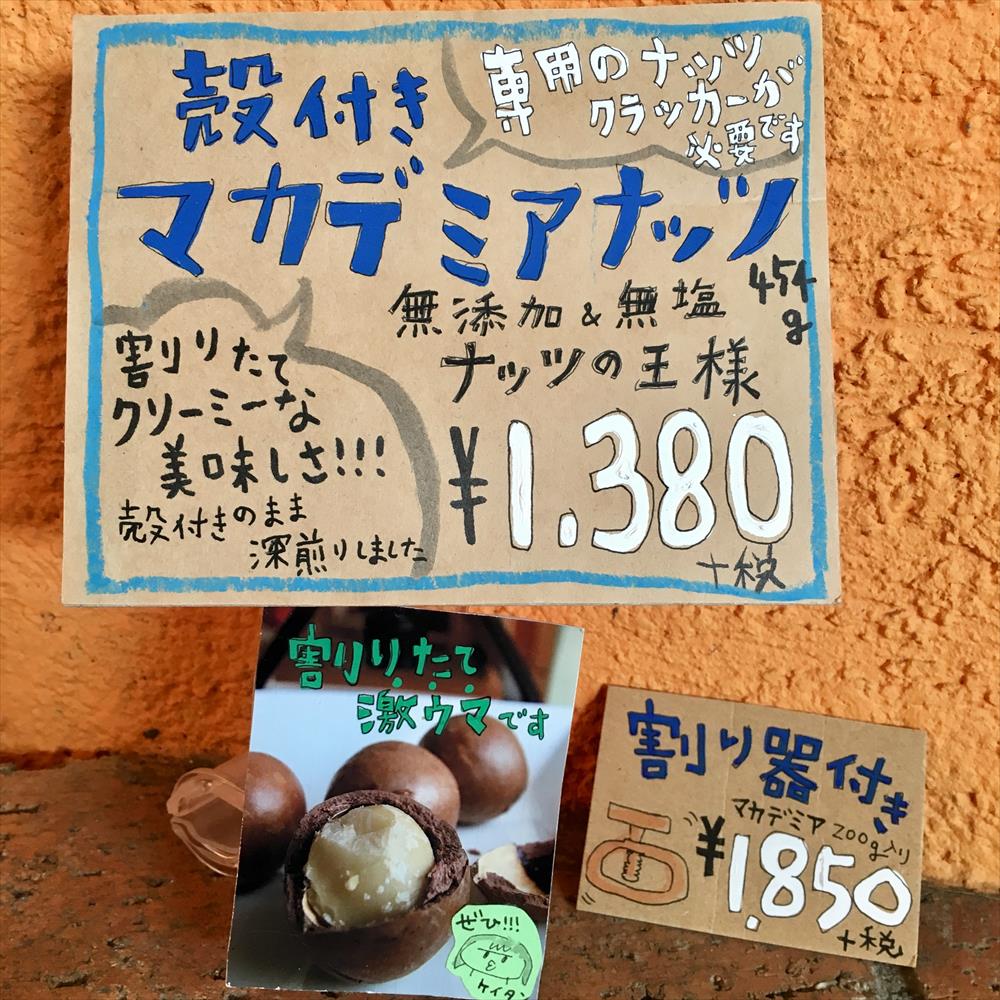 殻付き
専用のナッツ
クラッカーが
必要です
マカデミアナッツ
454
g
無添加&無塩
ナッツの王様
¥1.380
+税
割りりたて
クリーミーな
美味しさ!!!
殻付きのまま
深煎りしました
割りりたて
激ウマです
ぜひ!!!
ケイタン
割り器付き
マカデミア200g入り
¥1.850
+税